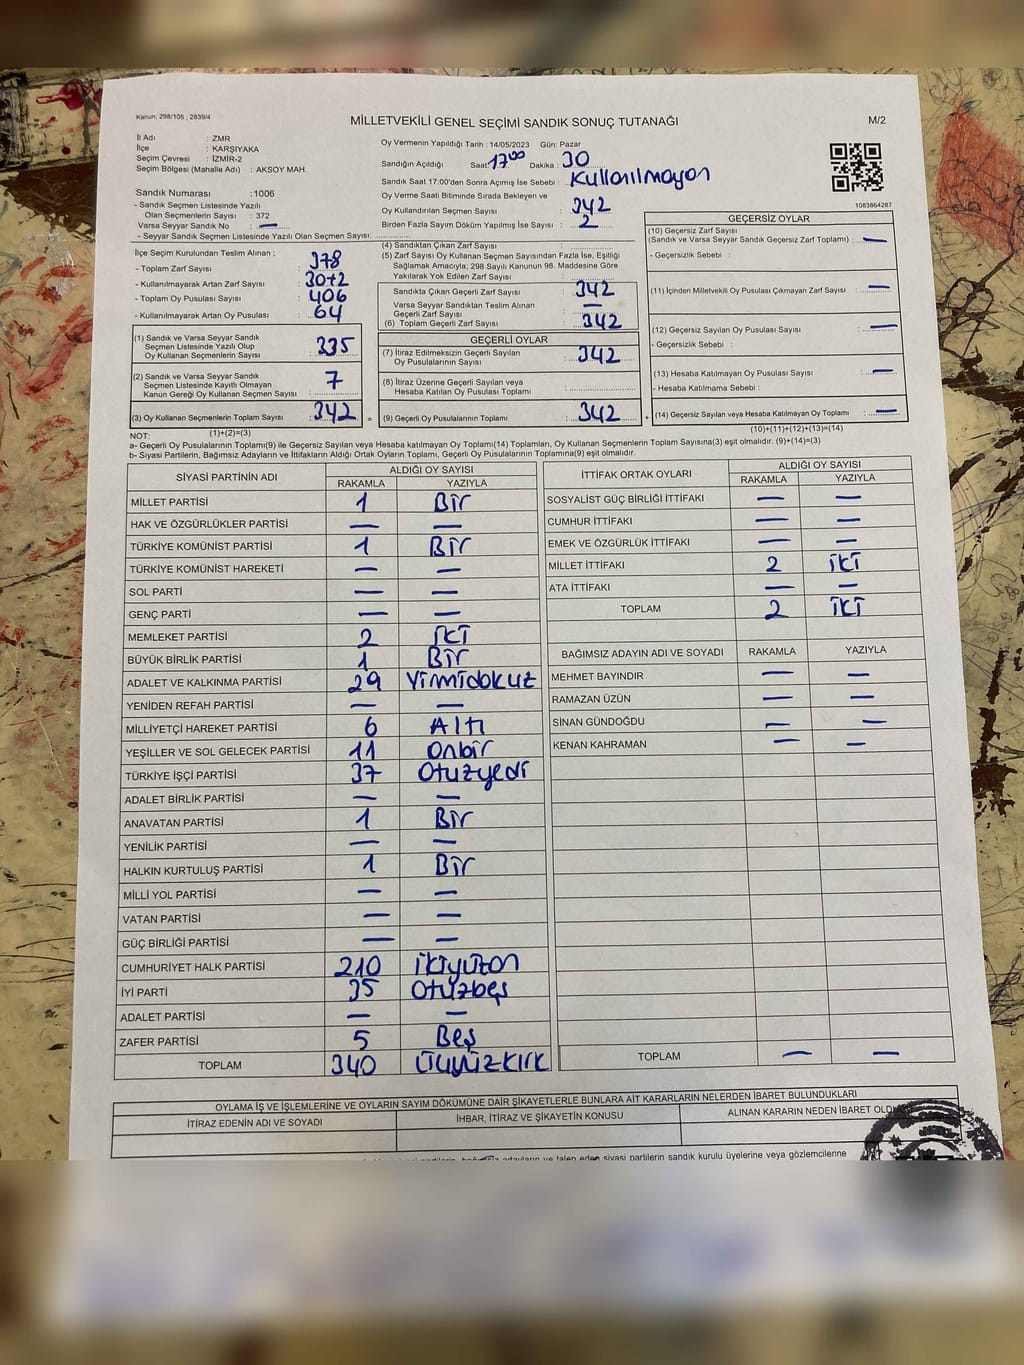 Kanun: 298/105 , 2839/4
MİLLETVEKİLİ GENEL SEÇİMİ SANDIK SONUÇ TUTANAĞI
M/2
İl Adı : ZMR
İlçe : KARŞIYAKA
Seçim Çevresi : İZMİR-2
Seçim Bölgesi (Mahalle Adı) : AKSOY MAH.
Sandık Numarası : 1006
- Sandık Seçmen Listesinde Yazılı
Olan Seçmenlerin Sayısı : 372
Varsa Seyyar Sandık No : —
- Seyyar Sandık Seçmen Listesinde Yazılı Olan Seçmen Sayısı:
Oy Vermenin Yapıldığı Tarih : 14/05/2023 Gün: Pazar
Sandığın Açıldığı Saat: 17⁰⁰ Dakika : 30
Sandık Saat 17:00'den Sonra Açımış İse Sebebi : Kullanılmayan
Oy Verme Saati Bitiminde Sırada Bekleyen ve
Oy Kullandırılan Seçmen Sayısı : 342
Birden Fazla Sayım Döküm Yapılmış İse Sayısı : 2
1083864287
İlçe Seçim Kurulundan Teslim Alınan :
- Toplam Zarf Sayısı : 378
- Kullanılmayarak Artan Zarf Sayısı : 30+2
- Toplam Oy Pusulası Sayısı : 406
- Kullanılmayarak Artan Oy Pusulası : 64
(1) Sandık ve Varsa Seyyar Sandık
Seçmen Listesinde Yazılı Olup
Oy Kullanan Seçmenlerin Sayısı : 335
(2) Sandık ve Varsa Seyyar Sandık
Seçmen Listesinde Kayıtlı Olmayan
Kanun Gereği Oy Kullanan Seçmen Sayısı : 7
(3) Oy Kullanan Seçmenlerin Toplam Sayısı : 342 =
(1)+(2)=(3)
(4) Sandıktan Çıkan Zarf Sayısı :
(5) Zarf Sayısı Oy Kullanan Seçmen Sayısından Fazla İse, Eşitliği
Sağlamak Amacıyla; 298 Sayılı Kanunun 98. Maddesine Göre
Yakılarak Yok Edilen Zarf Sayısı :
Sandıkta Çıkan Geçerli Zarf Sayısı : 342
Varsa Seyyar Sandıktan Teslim Alınan
Geçerli Zarf Sayısı : —
(6) Toplam Geçerli Zarf Sayısı : 342
GEÇERLİ OYLAR
(7) İtiraz Edilmeksizin Geçerli Sayılan
Oy Pusulalarının Sayısı : 342
(8) İtiraz Üzerine Geçerli Sayılan veya
Hesaba Katılan Oy Pusulası Toplamı :
(9) Geçerli Oy Pusulalarının Toplamı : 342 +
GEÇERSİZ OYLAR
(10) Geçersiz Zarf Sayısı
(Sandık ve Varsa Seyyar Sandık Geçersiz Zarf Toplamı) : —
- Geçersizlik Sebebi :
(11) İçinden Milletvekili Oy Pusulası Çıkmayan Zarf Sayısı : —
(12) Geçersiz Sayılan Oy Pusulası Sayısı : —
- Geçersizlik Sebebi :
(13) Hesaba Katılmayan Oy Pusulası Sayısı : —
- Hesaba Katılmama Sebebi :
(14) Geçersiz Sayılan veya Hesaba Katılmayan Oy Toplamı : —
(10)+(11)+(12)+(13)=(14)
NOT:
a- Geçerli Oy Pusulalarının Toplamı(9) ile Geçersiz Sayılan veya Hesaba katılmayan Oy Toplamı(14) Toplamları, Oy Kullanan Seçmenlerin Toplam Sayısına(3) eşit olmalıdır. (9)+(14)=(3)
b- Siyasi Partilerin, Bağımsız Adayların ve İttifakların Aldığı Ortak Oyların Toplamı, Geçerli Oy Pusulalarının Toplamına(9) eşit olmalıdır.
SİYASİ PARTİNİN ADI ALDIĞI OY SAYISI
RAKAMLA YAZIYLA
MİLLET PARTİSİ 1 Bir
HAK VE ÖZGÜRLÜKLER PARTİSİ — —
TÜRKİYE KOMÜNİST PARTİSİ 1 Bir
TÜRKİYE KOMÜNİST HAREKETİ — —
SOL PARTİ — —
GENÇ PARTİ — —
MEMLEKET PARTİSİ 2 İki
BÜYÜK BİRLİK PARTİSİ 1 Bir
ADALET VE KALKINMA PARTİSİ 29 Yirmidokuz
YENİDEN REFAH PARTİSİ — —
MİLLİYETÇİ HAREKET PARTİSİ 6 Altı
YEŞİLLER VE SOL GELECEK PARTİSİ 11 Onbir
TÜRKİYE İŞÇİ PARTİSİ 37 Otuzyedi
ADALET BİRLİK PARTİSİ — —
ANAVATAN PARTİSİ 1 Bir
YENİLİK PARTİSİ — —
HALKIN KURTULUŞ PARTİSİ 1 Bir
MİLLİ YOL PARTİSİ — —
VATAN PARTİSİ — —
GÜÇ BİRLİĞİ PARTİSİ — —
CUMHURİYET HALK PARTİSİ 210 İkiyüzon
İYİ PARTİ 35 Otuzbeş
ADALET PARTİSİ — —
ZAFER PARTİSİ 5 Beş
TOPLAM 340 Üçyüzkırk
İTTİFAK ORTAK OYLARI ALDIĞI OY SAYISI
RAKAMLA YAZIYLA
SOSYALİST GÜÇ BİRLİĞİ İTTİFAKI — —
CUMHUR İTTİFAKI — —
EMEK VE ÖZGÜRLÜK İTTİFAKI — —
MİLLET İTTİFAKI 2 İki
ATA İTTİFAKI — —
TOPLAM 2 İki
BAĞIMSIZ ADAYIN ADI VE SOYADI RAKAMLA YAZIYLA
MEHMET BAYINDIR — —
RAMAZAN ÜZÜN — —
SİNAN GÜNDOĞDU — —
KENAN KAHRAMAN — —
TOPLAM — —
OYLAMA İŞ VE İŞLEMLERİNE VE OYLARIN SAYIM DÖKÜMÜNE DAİR ŞİKAYETLERLE BUNLARA AİT KARARLARIN NELERDEN İBARET BULUNDUKLARI
İTİRAZ EDENİN ADI VE SOYADI İHBAR, İTİRAZ VE ŞİKAYETİN KONUSU ALINAN KARARIN NEDEN İBARET
adayların ve talep eden siyasi partilerin sandık kurulu üyelerine veya gözlemcilerine